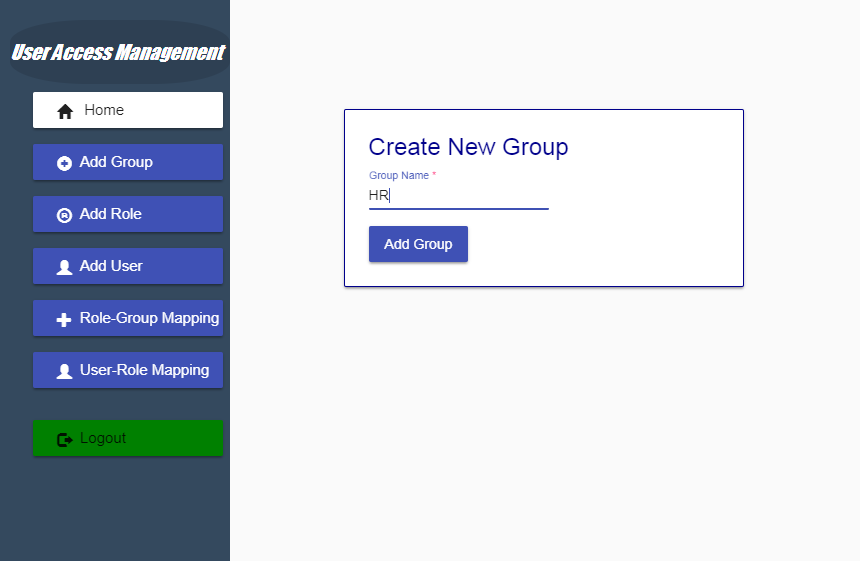 User Access Management
Home
Add Group
Add Role
Add User
Role-Group Mapping
User-Role Mapping
Logout
Create New Group
Group Name *
HR
Add Group